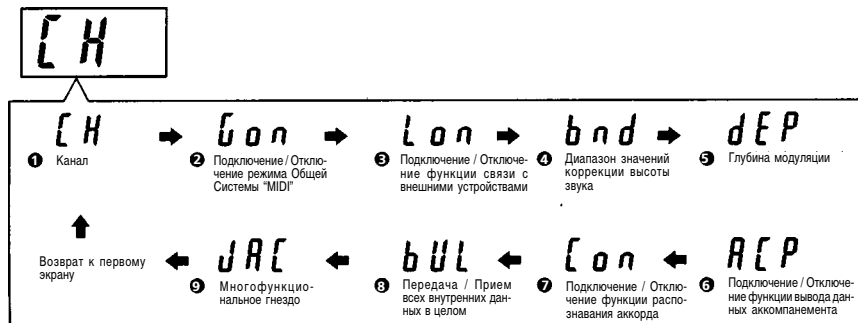 CH
CH
❶ Канал
Gon
❷ Подключение / Отклю-
чение режима Общей
Системы “MIDI”
Lon
❸ Подключение / Отключе-
ние функции связи с
внешними устройствами
bnd
❹ Диапазон значений
коррекции высоты
звука
dEP
❺ Глубина модуляции
ACP
❻ Подключение / Отключе-
ние функции вывода дан-
ных аккомпанемента
Con
❼ Подключение / Отклю-
чение функции распо-
знавания аккорда
bUL
❽ Передача / Прием
всех внутренних дан-
ных в целом
JAC
❾ Многофункцио-
нальное гнездо
Возврат к первому
экрану